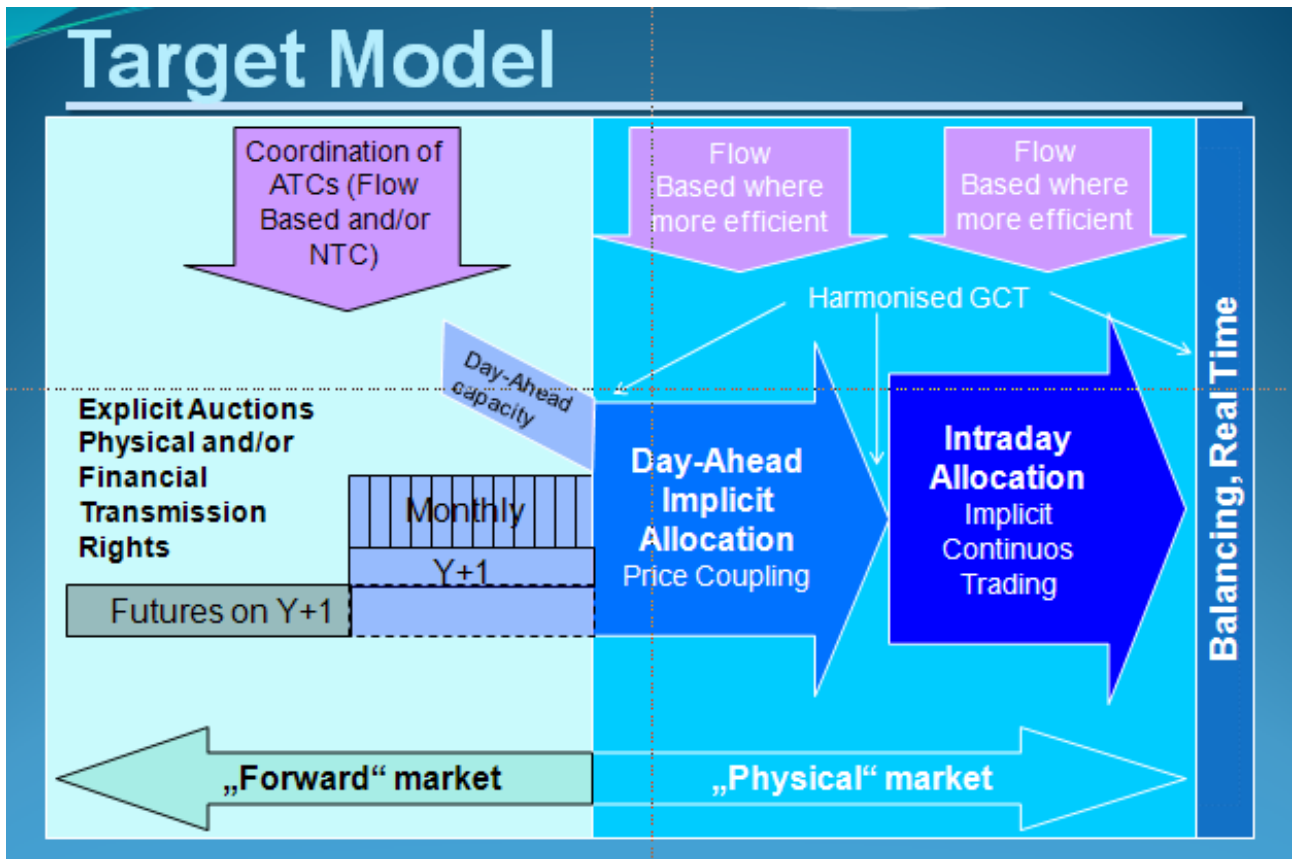 Target Model
Coordination of
ATCs (Flow
Based and/or
NTC)
Flow
Based where
more efficient
Flow
Based where
more efficient
Harmonised GCT
Day-Ahead
capacity
Explicit Auctions
Physical and/or
Financial
Transmission
Rights
Monthly
Y+1
Futures on Y+1
Day-Ahead
Implicit
Allocation
Price Coupling
Intraday
Allocation
Implicit
Continuos
Trading
Balancing, Real Time
„Forward“ market
„Physical“ market